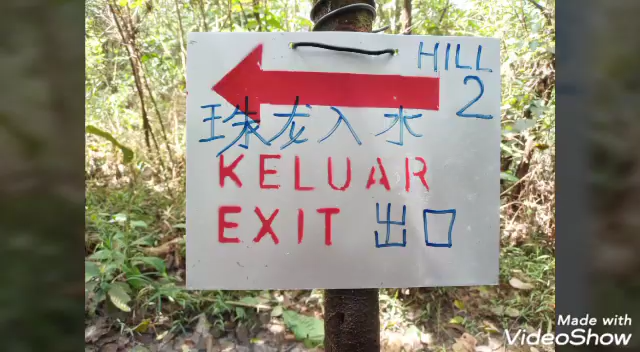 HILL
2
珠龙入水
KELUAR
EXIT 出口
Made with
VideoShow